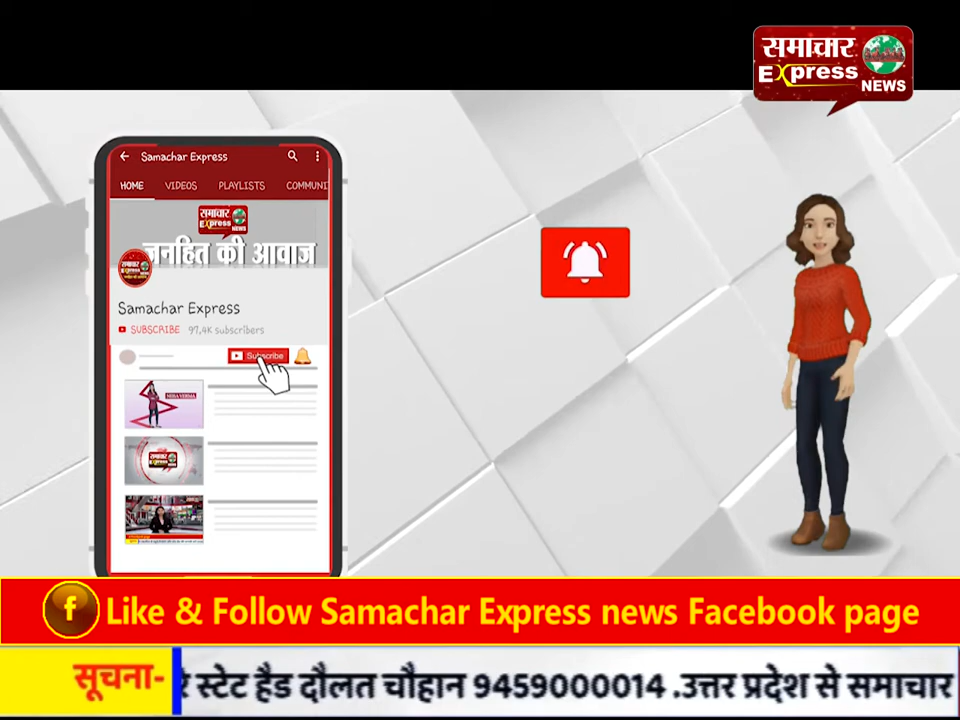 समाचार
Express
NEWS
Samachar Express
HOME VIDEOS PLAYLISTS COMMUNI
समाचार
Express
NEWS
जनहित की आवाज
Samachar Express
SUBSCRIBE 97.4K subscribers
Subscribe
Like & Follow Samachar Express news Facebook page
सूचना- रे स्टेट हैड दौलत चौहान 9459000014 .उत्तर प्रदेश से समाचार